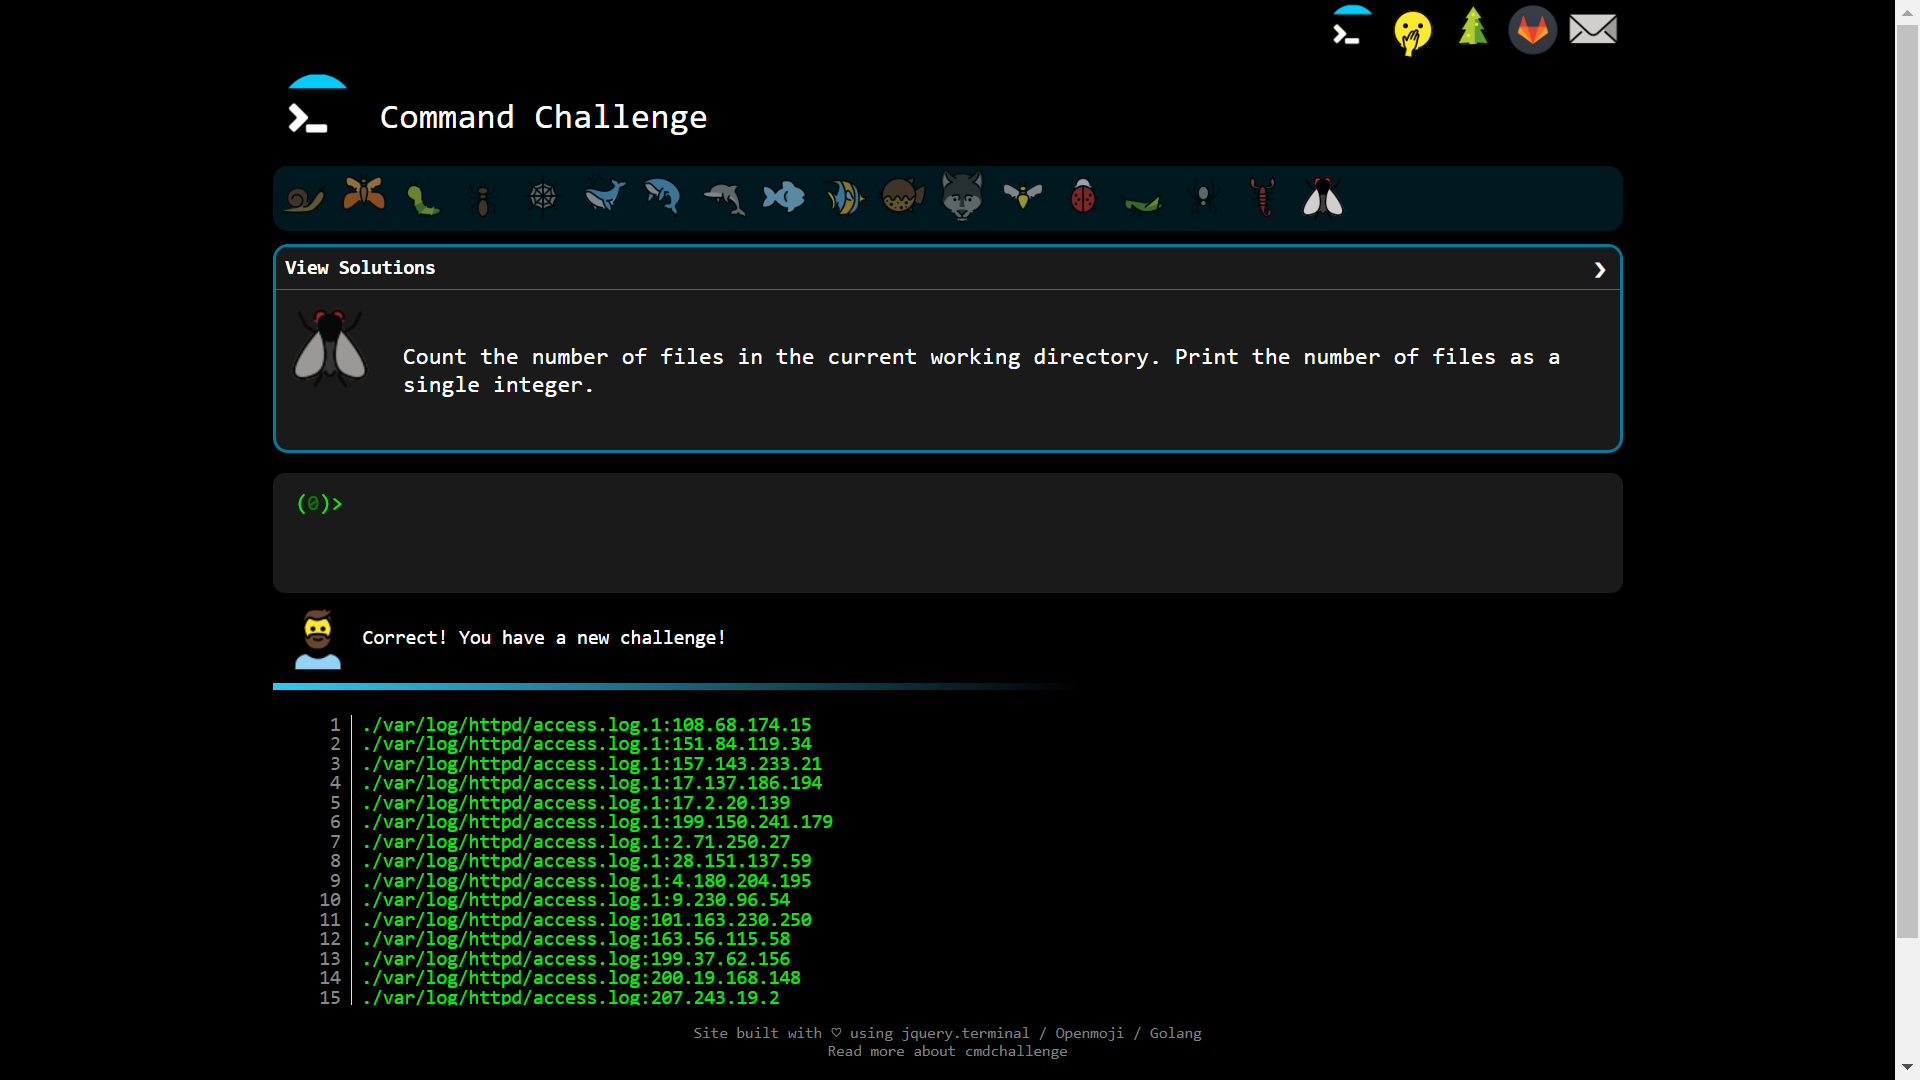 Command Challenge
View Solutions
Count the number of files in the current working directory. Print the number of files as a
single integer.
(0)>
Correct! You have a new challenge!
1 ./var/log/httpd/access.log.1:108.68.174.15
2 ./var/log/httpd/access.log.1:151.84.119.34
3 ./var/log/httpd/access.log.1:157.143.233.21
4 ./var/log/httpd/access.log.1:17.137.186.194
5 ./var/log/httpd/access.log.1:17.2.20.139
6 ./var/log/httpd/access.log.1:199.150.241.179
7 ./var/log/httpd/access.log.1:2.71.250.27
8 ./var/log/httpd/access.log.1:28.151.137.59
9 ./var/log/httpd/access.log.1:4.180.204.195
10 ./var/log/httpd/access.log.1:9.230.96.54
11 ./var/log/httpd/access.log:101.163.230.250
12 ./var/log/httpd/access.log:163.56.115.58
13 ./var/log/httpd/access.log:199.37.62.156
14 ./var/log/httpd/access.log:200.19.168.148
15 ./var/log/httpd/access.log:207.243.19.2
Site built with ♡ using jquery.terminal / Openmoji / Golang
Read more about cmdchallenge